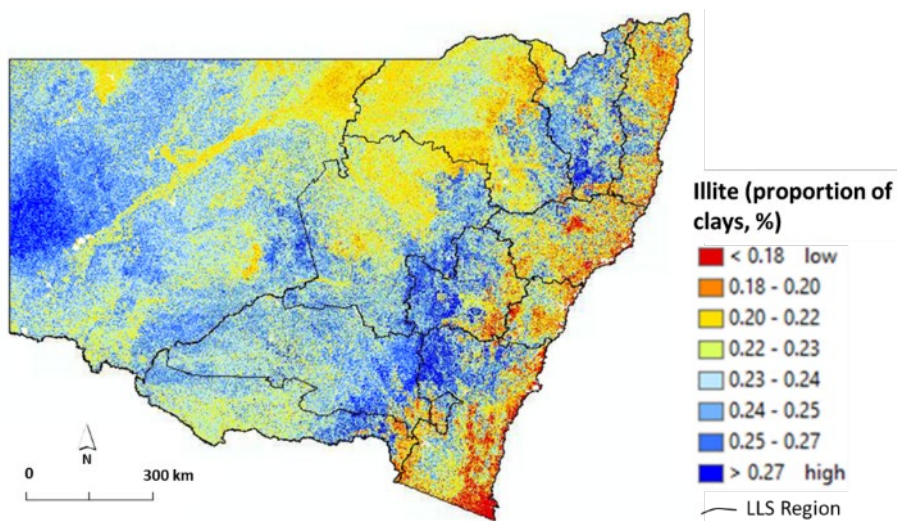 Illite (proportion of
clays, %)
< 0.18 low
0.18 - 0.20
0.20 - 0.22
0.22 - 0.23
0.23 - 0.24
0.24 - 0.25
0.25 - 0.27
> 0.27 high
LLS Region
N
0 300 km